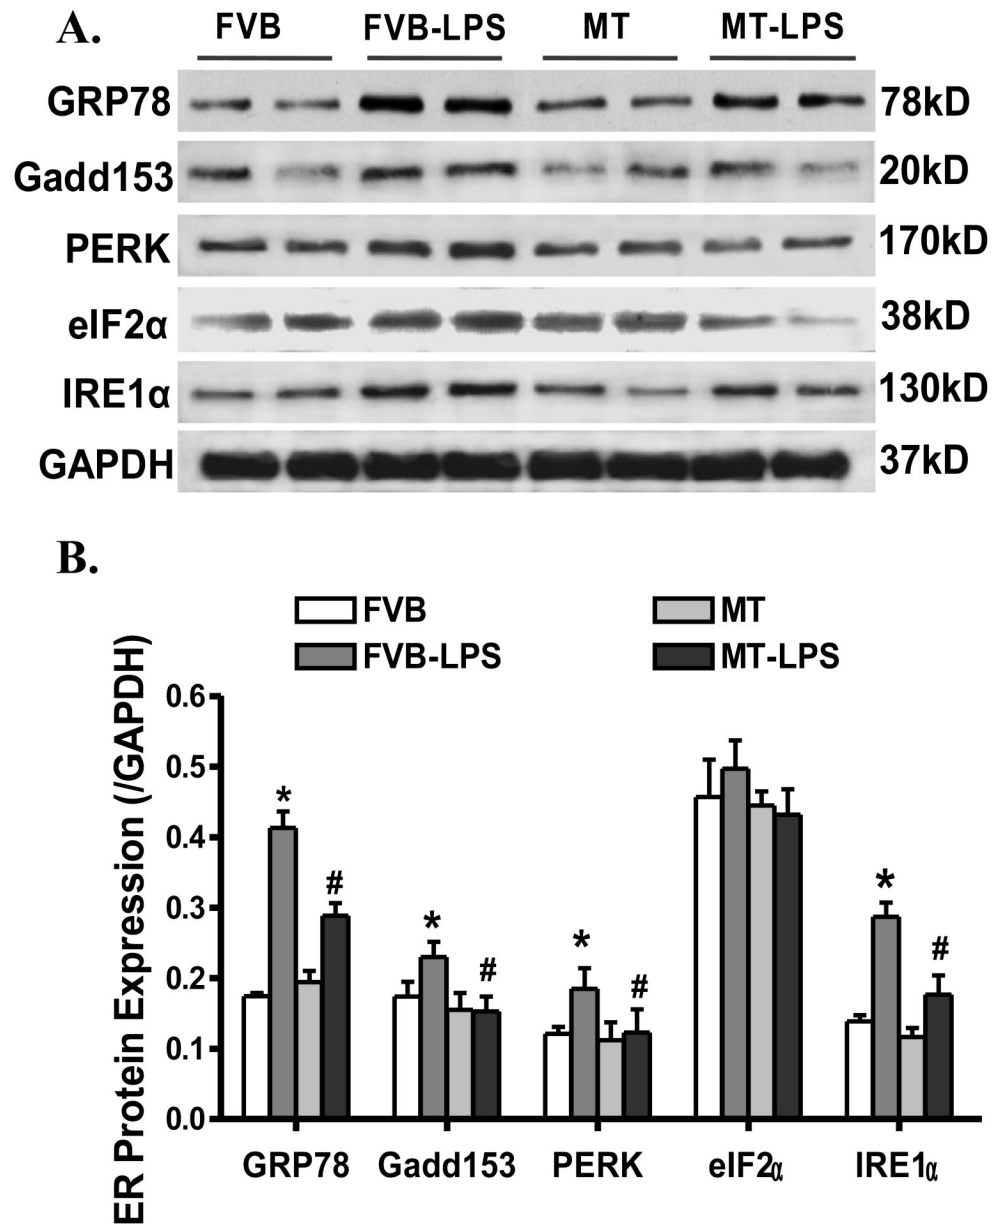 A.
FVB FVB-LPS MT MT-LPS
GRP78 78kD
Gadd153 20kD
PERK 170kD
eIF2α 38kD
IRE1α 130kD
GAPDH 37kD
B.
FVB MT
FVB-LPS MT-LPS
ER Protein Expression (/GAPDH)
0.6
0.5
0.4
0.3
0.2
0.1
0.0
* # * # * # * #
GRP78 Gadd153 PERK eIF2α IRE1α